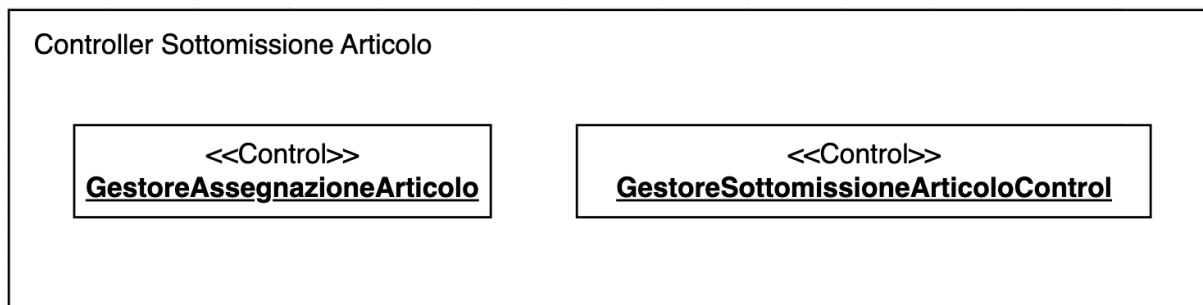 Controller Sottomissione Articolo
<<Control>>
GestoreAssegnazioneArticolo
<<Control>>
GestoreSottomissioneArticoloControl